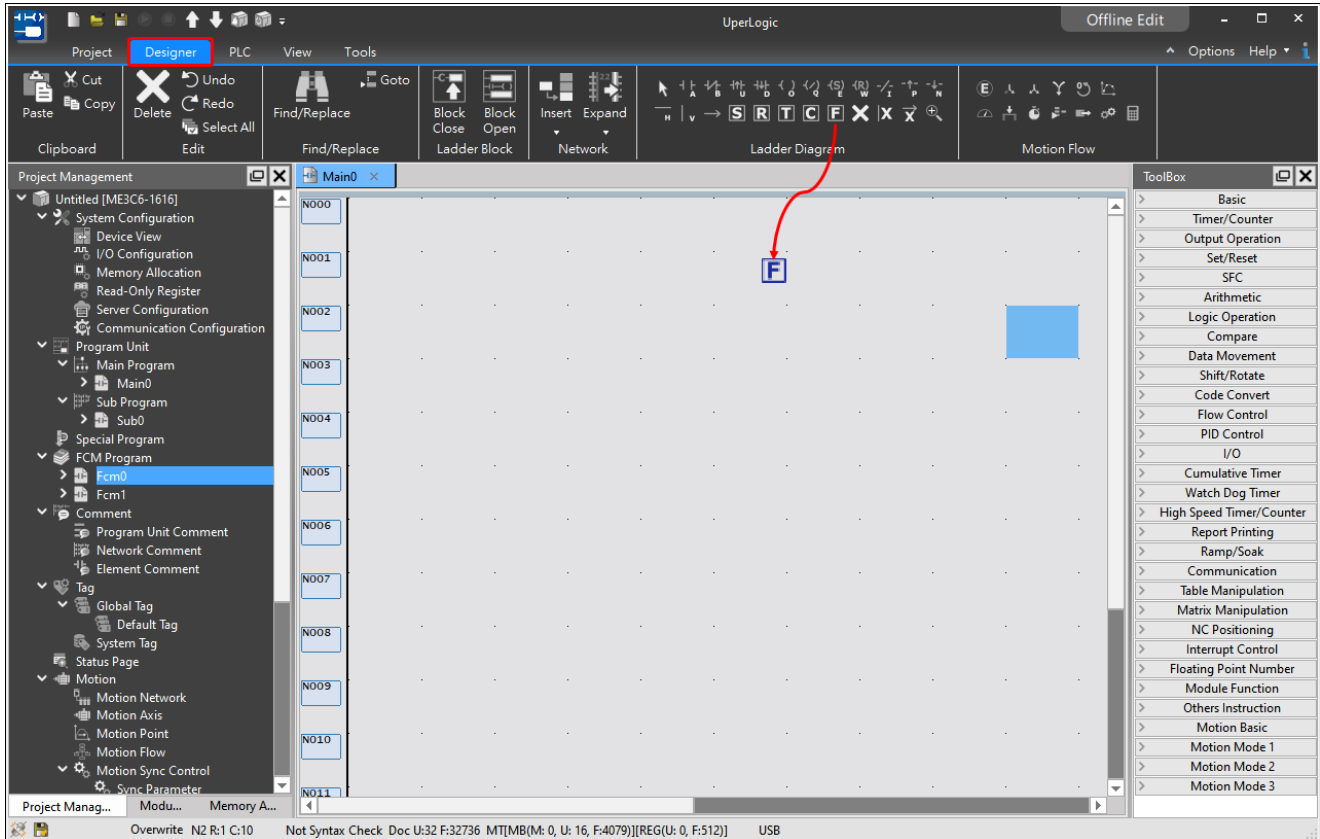 UperLogic
Offline Edit
Project Designer PLC View Tools
Options Help
Paste
Cut
Copy
Clipboard
Delete
Undo
Redo
Select All
Edit
Find/Replace
Goto
Find/Replace
Block Close
Block Open
Ladder Block
Insert
Expand
Network
A B U D Q S R I P N
H V S R T C F X X X
Ladder Diagram
E
Motion Flow
Project Management
Untitled [ME3C6-1616]
System Configuration
Device View
I/O Configuration
Memory Allocation
Read-Only Register
Server Configuration
Communication Configuration
Program Unit
Main Program
Main0
Sub Program
Sub0
Special Program
FCM Program
Fcm0
Fcm1
Comment
Program Unit Comment
Network Comment
Element Comment
Tag
Global Tag
Default Tag
System Tag
Status Page
Motion
Motion Network
Motion Axis
Motion Point
Motion Flow
Motion Sync Control
Sync Parameter
Project Manag... Modu... Memory A...
Main0
N000
N001
F
N002
N003
N004
N005
N006
N007
N008
N009
N010
N011
ToolBox
Basic
Timer/Counter
Output Operation
Set/Reset
SFC
Arithmetic
Logic Operation
Compare
Data Movement
Shift/Rotate
Code Convert
Flow Control
PID Control
I/O
Cumulative Timer
Watch Dog Timer
High Speed Timer/Counter
Report Printing
Ramp/Soak
Communication
Table Manipulation
Matrix Manipulation
NC Positioning
Interrupt Control
Floating Point Number
Module Function
Others Instruction
Motion Basic
Motion Mode 1
Motion Mode 2
Motion Mode 3
Overwrite N2 R:1 C:10 Not Syntax Check Doc U:32 F:32736 MT[MB(M: 0, U: 16, F:4079)][REG(U: 0, F:512)] USB